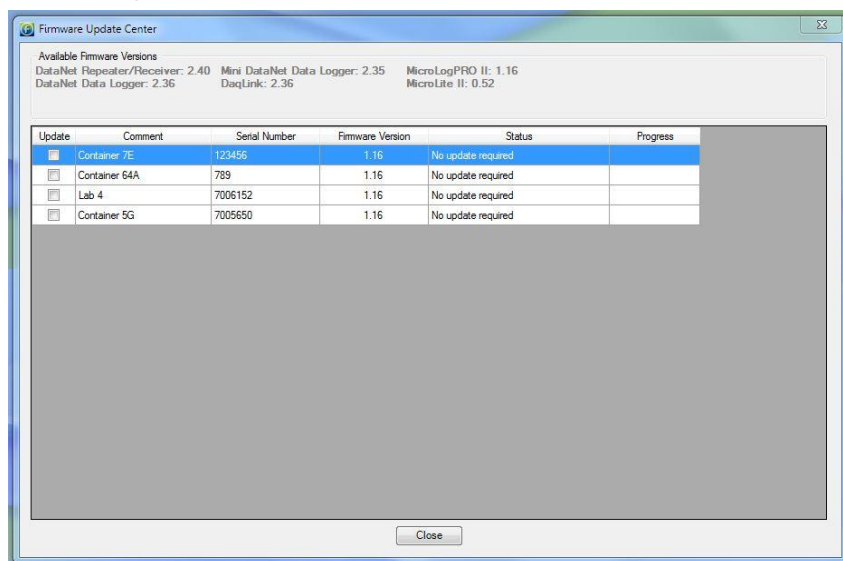 Firmware Update Center
Available Firmware Versions
DataNet Repeater/Receiver: 2.40 Mini DataNet Data Logger: 2.35 MicroLogPRO II: 1.16
DataNet Data Logger: 2.36 DaqLink: 2.36 MicroLite II: 0.52
Update Comment Serial Number Firmware Version Status Progress
Container 7E 123456 1.16 No update required
Container 64A 789 1.16 No update required
Lab 4 7006152 1.16 No update required
Container 5G 7005650 1.16 No update required
Close